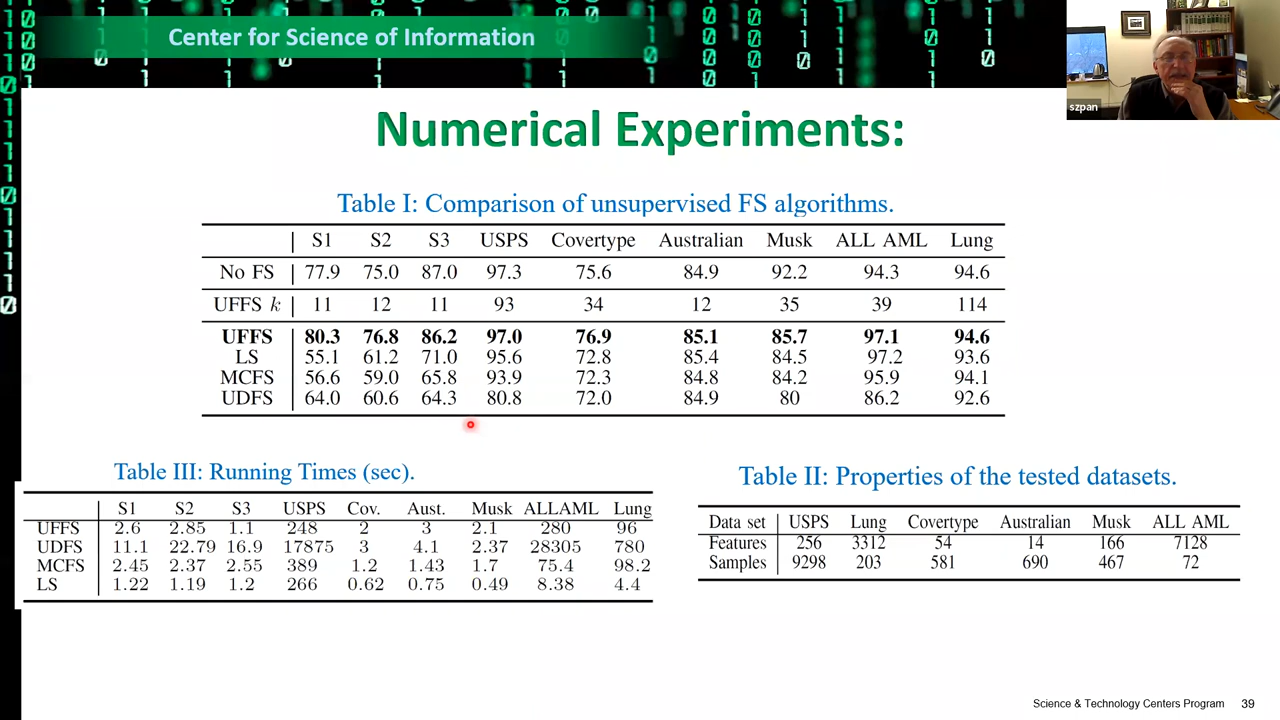 Center for Science of Information
szpan
Numerical Experiments:
Table I: Comparison of unsupervised FS algorithms.
S1 S2 S3 USPS Covertype Australian Musk ALL AML Lung
No FS 77.9 75.0 87.0 97.3 75.6 84.9 92.2 94.3 94.6
UFFS k 11 12 11 93 34 12 35 39 114
UFFS 80.3 76.8 86.2 97.0 76.9 85.1 85.7 97.1 94.6
LS 55.1 61.2 71.0 95.6 72.8 85.4 84.5 97.2 93.6
MCFS 56.6 59.0 65.8 93.9 72.3 84.8 84.2 95.9 94.1
UDFS 64.0 60.6 64.3 80.8 72.0 84.9 80 86.2 92.6
Table III: Running Times (sec).
S1 S2 S3 USPS Cov. Aust. Musk ALLAML Lung
UFFS 2.6 2.85 1.1 248 2 3 2.1 280 96
UDFS 11.1 22.79 16.9 17875 3 4.1 2.37 28305 780
MCFS 2.45 2.37 2.55 389 1.2 1.43 1.7 75.4 98.2
LS 1.22 1.19 1.2 266 0.62 0.75 0.49 8.38 4.4
Table II: Properties of the tested datasets.
Data set USPS Lung Covertype Australian Musk ALL AML
Features 256 3312 54 14 166 7128
Samples 9298 203 581 690 467 72
Science & Technology Centers Program 39